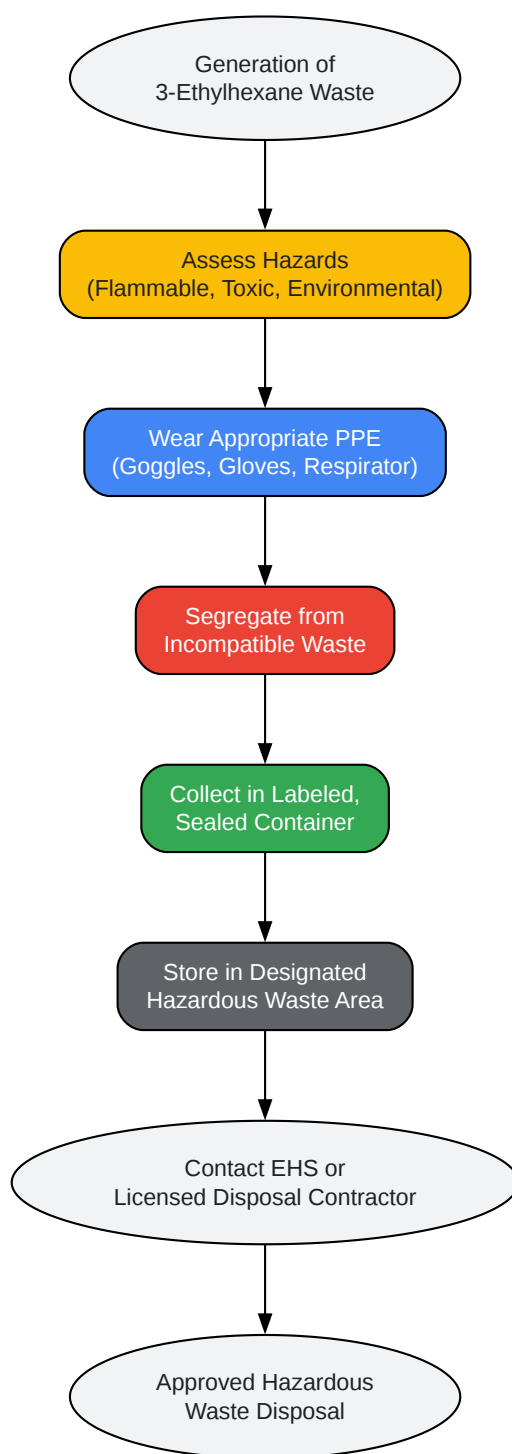 Generation of
3-Ethylhexane Waste
Assess Hazards
(Flammable, Toxic, Environmental)
Wear Appropriate PPE
(Goggles, Gloves, Respirator)
Segregate from
Incompatible Waste
Collect in Labeled,
Sealed Container
Store in Designated
Hazardous Waste Area
Contact EHS or
Licensed Disposal Contractor
Approved Hazardous
Waste Disposal